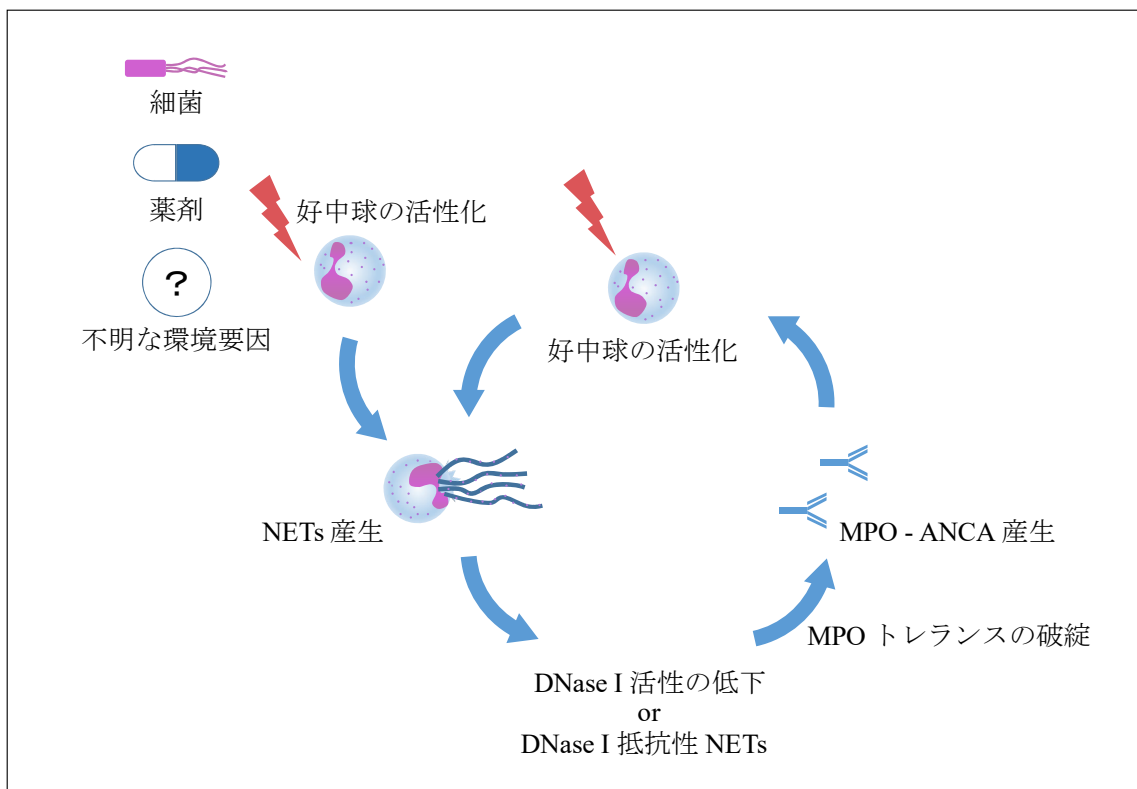 細菌
薬剤
?
不明な環境要因
好中球の活性化
好中球の活性化
NETs 産生
MPO - ANCA 産生
MPO トレランスの破綻
DNase I 活性の低下
or
DNase I 抵抗性 NETs